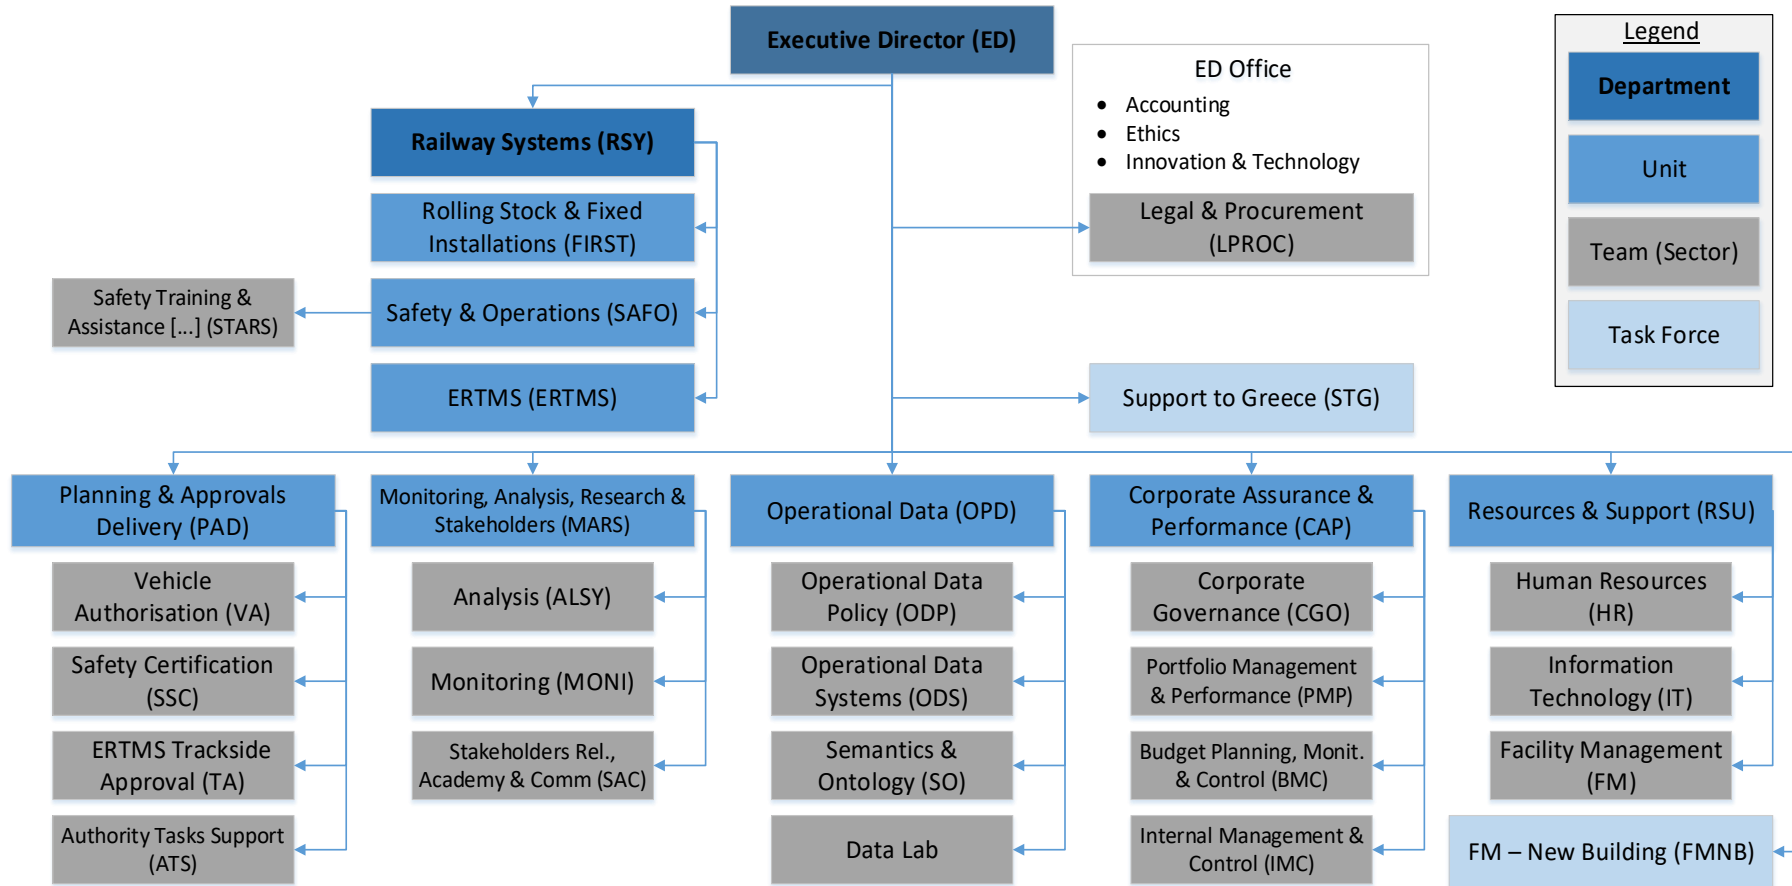 Executive Director (ED)
ED Office
• Accounting
• Ethics
• Innovation & Technology
Legal & Procurement
(LPROC)
Legend
Department
Unit
Team (Sector)
Task Force
Railway Systems (RSY)
Rolling Stock & Fixed
Installations (FIRST)
Safety Training &
Assistance [...] (STARS)
Safety & Operations (SAFO)
ERTMS (ERTMS)
Support to Greece (STG)
Planning & Approvals
Delivery (PAD)
Vehicle
Authorisation (VA)
Safety Certification
(SSC)
ERTMS Trackside
Approval (TA)
Authority Tasks Support
(ATS)
Monitoring, Analysis, Research &
Stakeholders (MARS)
Analysis (ALSY)
Monitoring (MONI)
Stakeholders Rel.,
Academy & Comm (SAC)
Operational Data (OPD)
Operational Data
Policy (ODP)
Operational Data
Systems (ODS)
Semantics &
Ontology (SO)
Data Lab
Corporate Assurance &
Performance (CAP)
Corporate
Governance (CGO)
Portfolio Management
& Performance (PMP)
Budget Planning, Monit.
& Control (BMC)
Internal Management &
Control (IMC)
Resources & Support (RSU)
Human Resources
(HR)
Information
Technology (IT)
Facility Management
(FM)
FM – New Building (FMNB)